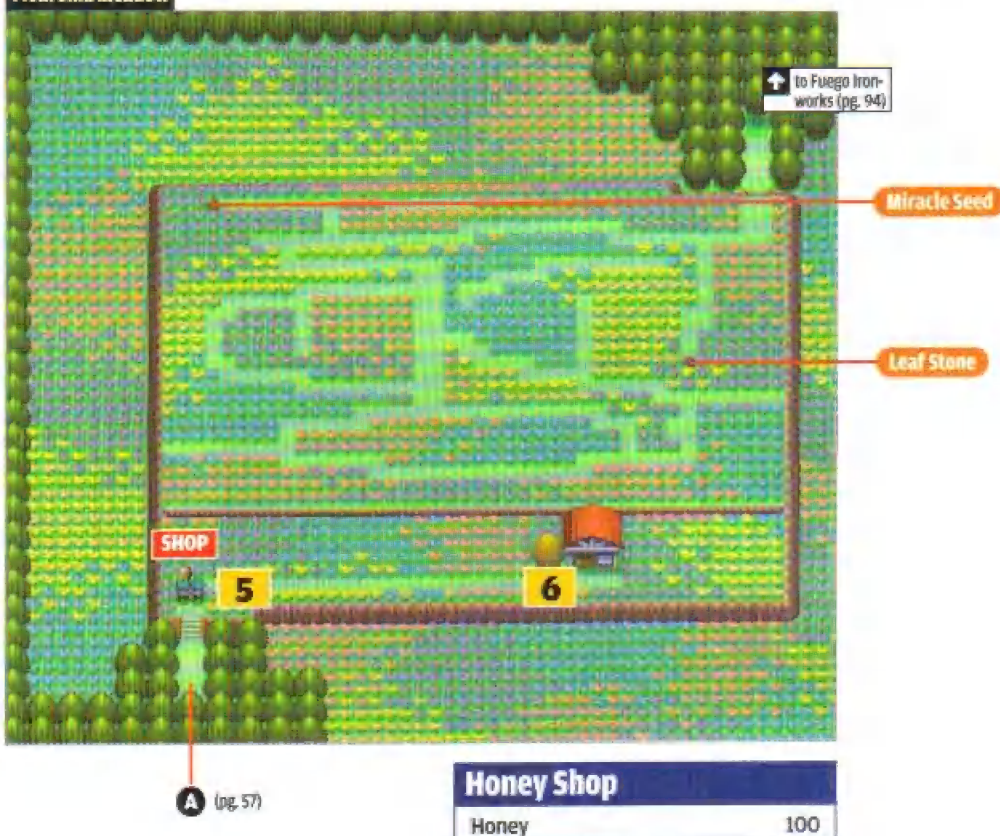 to Fuego Iron-
works (pg. 94)
Miracle Seed
Leaf Stone
SHOP
5
6
A (pg. 57)
Honey Shop
Honey 100